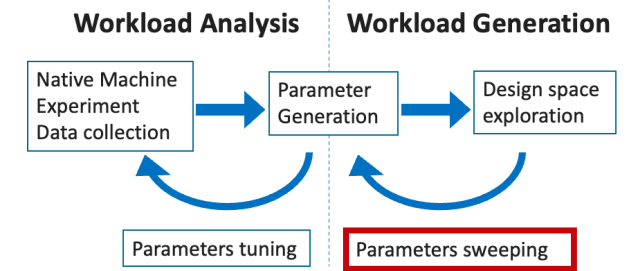 Workload Analysis
Workload Generation
Native Machine
Experiment
Data collection
Parameter
Generation
Design space
exploration
Parameters tuning
Parameters sweeping